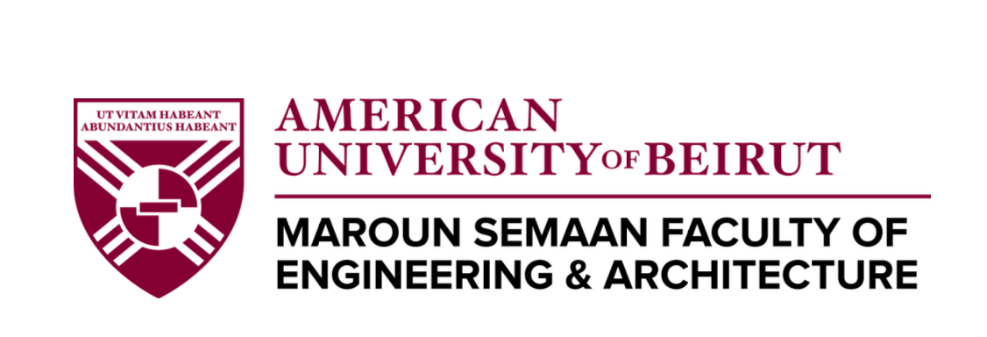 UT VITAM HABEANT
ABUNDANTIUS HABEANT
AMERICAN
UNIVERSITY OF BEIRUT
MAROUN SEMAAN FACULTY OF
ENGINEERING & ARCHITECTURE